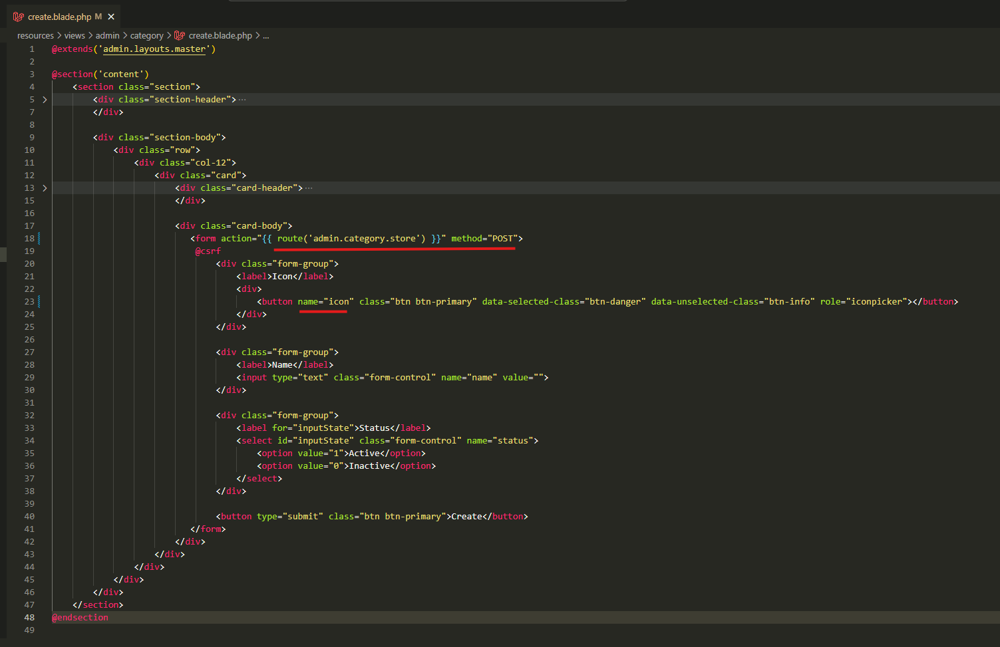 create.blade.php M ×
resources > views > admin > category > create.blade.php > ...
1 @extends('admin.layouts.master')
2
3 @section('content')
4 <section class="section">
5 <div class="section-header"> ...
7 </div>
8
9 <div class="section-body">
10 <div class="row">
11 <div class="col-12">
12 <div class="card">
13 <div class="card-header"> ...
15 </div>
16
17 <div class="card-body">
18 <form action="{{ route('admin.category.store') }}" method="POST">
19 @csrf
20 <div class="form-group">
21 <label>Icon</label>
22 <div>
23 <button name="icon" class="btn btn-primary" data-selected-class="btn-danger" data-unselected-class="btn-info" role="iconpicker"></button>
24 </div>
25 </div>
26
27 <div class="form-group">
28 <label>Name</label>
29 <input type="text" class="form-control" name="name" value="">
30 </div>
31
32 <div class="form-group">
33 <label for="inputState">Status</label>
34 <select id="inputState" class="form-control" name="status">
35 <option value="1">Active</option>
36 <option value="0">Inactive</option>
37 </select>
38 </div>
39
40 <button type="submit" class="btn btn-primary">Create</button>
41 </form>
42 </div>
43 </div>
44 </div>
45 </div>
46 </div>
47 </section>
48 @endsection
49